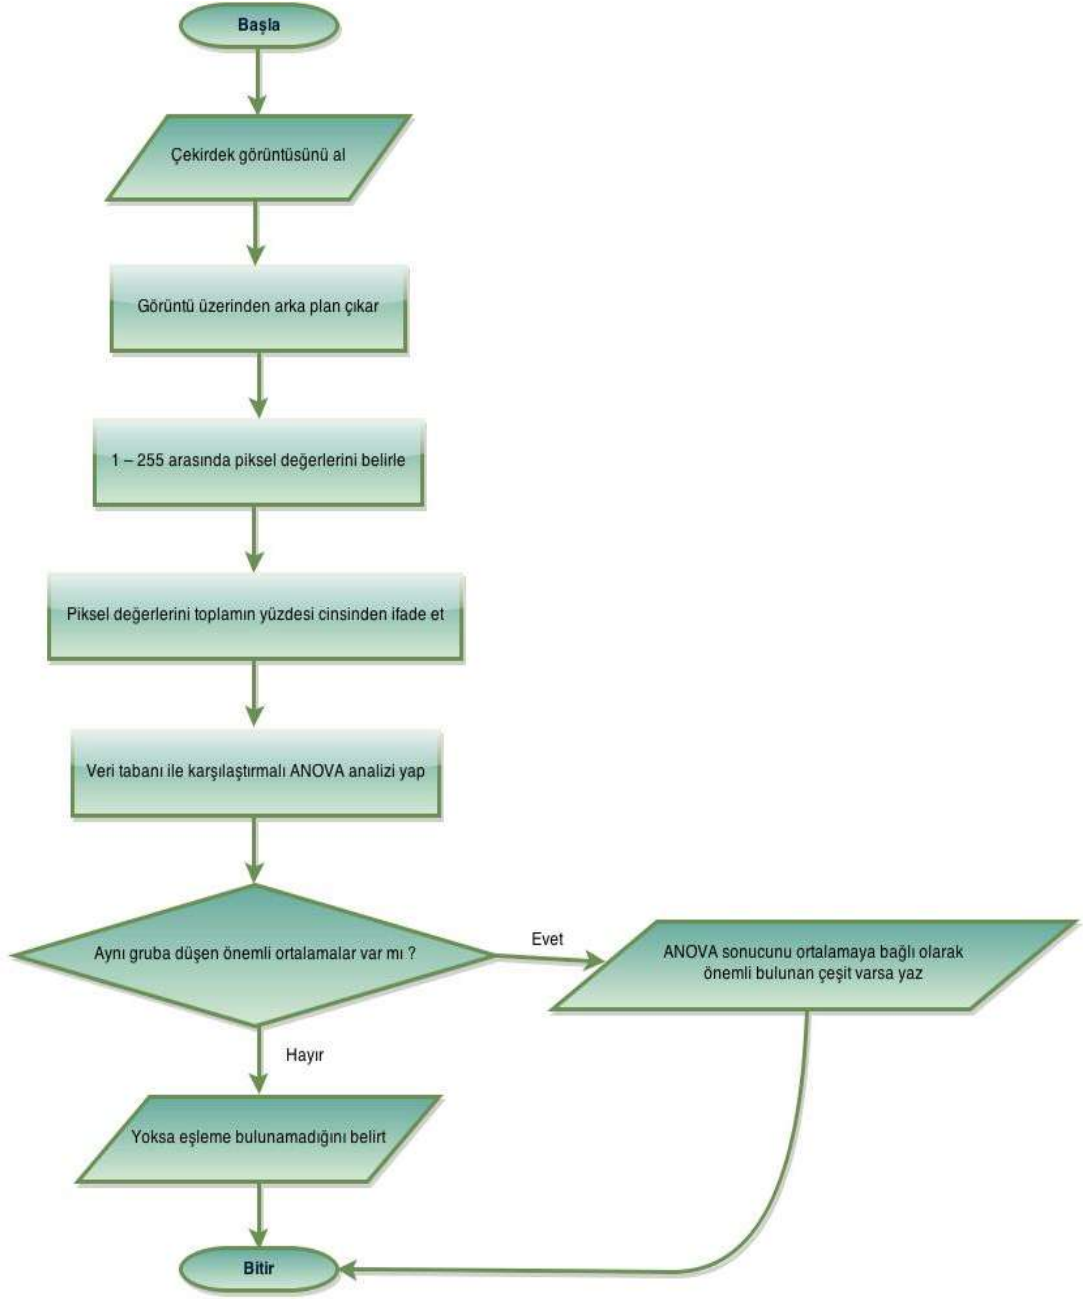 Başla
Çekirdek görüntüsünü al
Görüntü üzerinden arka plan çıkar
1 – 255 arasında piksel değerlerini belirle
Piksel değerlerini toplamın yüzdesi cinsinden ifade et
Veri tabanı ile karşılaştırmalı ANOVA analizi yap
Aynı gruba düşen önemli ortalamalar var mı ?
Evet
ANOVA sonucunu ortalamaya bağlı olarak
önemli bulunan çeşit varsa yaz
Hayır
Yoksa eşleme bulunamadığını belirt
Bitir